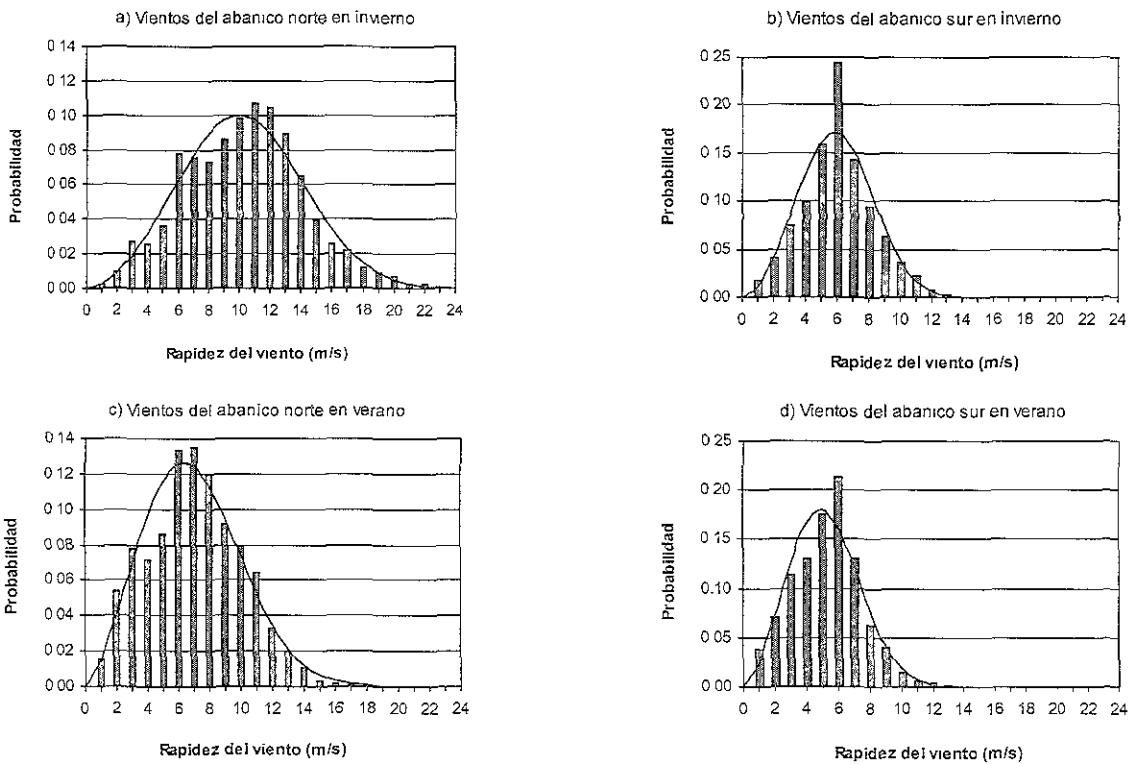 a) Vientos del abanico norte en invierno
0 14
0 12
0 10
0 08
0 06
0 04
0 02
0 00
Probabilidad
0 2 4 6 8 10 12 14 16 18 20 22 24
Rapidez del viento (m/s)
b) Vientos del abanico sur en invierno
0 25
0 20
0 15
0 10
0 05
0 00
Probabilidad
0 2 4 6 8 10 12 14 16 18 20 22 24
Rapidez del viento (m/s)
c) Vientos del abanico norte en verano
0 14
0 12
0 10
0 08
0 06
0 04
0 02
0 00
Probabilidad
0 2 4 6 8 10 12 14 16 18 20 22 24
Rapidez del viento (m/s)
d) Vientos del abanico sur en verano
0 25
0 20
0 15
0 10
0 05
0 00
Probabilidad
0 2 4 6 8 10 12 14 16 18 20 22 24
Rapidez del viento (m/s)